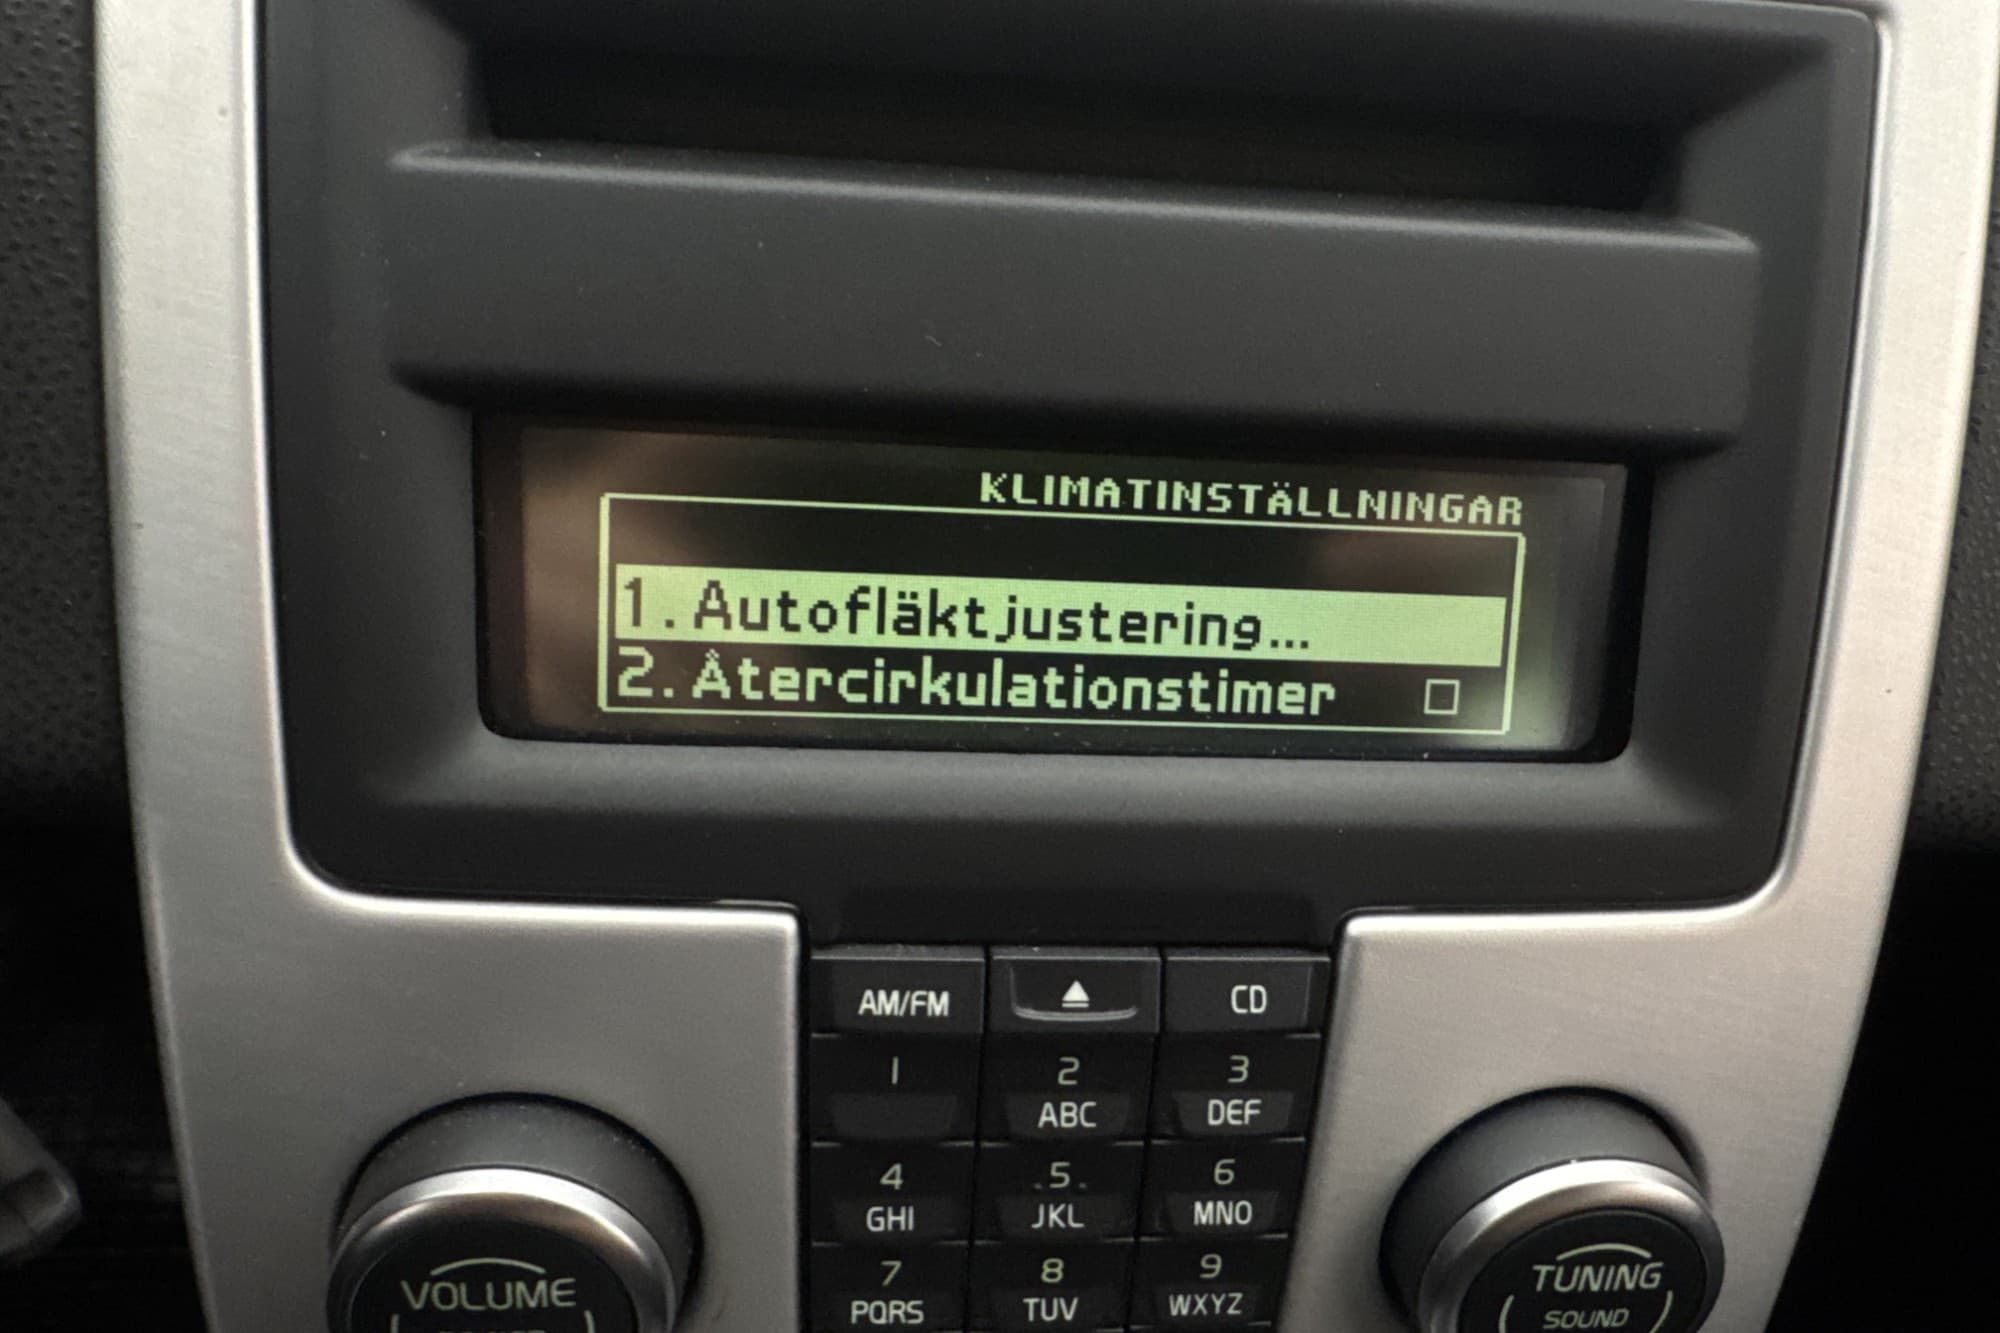 KLIMATINSTÄLLNINGAR
1. Autofläktjustering...
2. Återcirkulationstimer
AM/FM
CD
1
2
3
ABC
DEF
4
5
6
GHI
JKL
MNO
7
8
9
PQRS
TUV
WXYZ
VOLUME
TUNING
SOUND